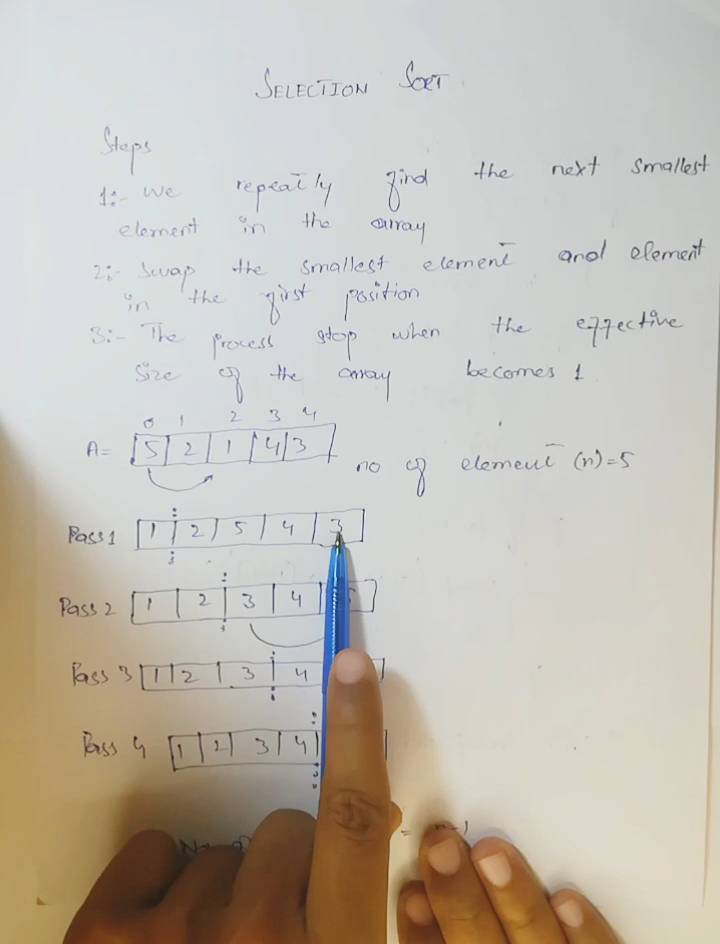 SELECTION SORT
Steps
1:- We repeatily find the next smallest
element in the array
2:- Swap the smallest element and element
in the first position
3:- The process stop when the effective
size of the array becomes 1
0 1 2 3 4
A= 5 2 1 4 3
no of element (n)=5
Pass 1 1 2 5 4 3
Pass 2 1 2 3 4
Pass 3 1 2 3 4
Pass 4 1 2 3 4
= n-1